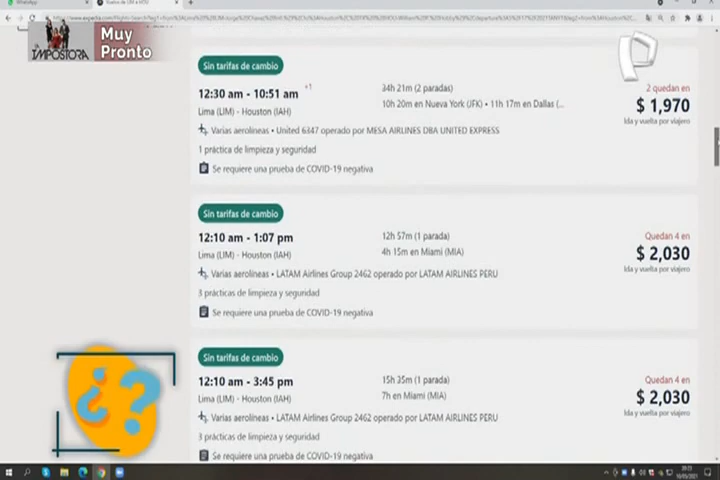 WhatsApp
Vuelos de LIM a HOU
LA IMPOSTORA
Muy
Pronto
Sin tarifas de cambio
12:30 am - 10:51 am +1
34h 21m (2 paradas)
2 quedan en
$ 1,970
Lima (LIM) - Houston (IAH)
10h 20m en Nueva York (JFK) • 11h 17m en Dallas (...
Ida y vuelta por viajero
Varias aerolíneas • United 6347 operado por MESA AIRLINES DBA UNITED EXPRESS
1 práctica de limpieza y seguridad
Se requiere una prueba de COVID-19 negativa
Sin tarifas de cambio
12:10 am - 1:07 pm
12h 57m (1 parada)
Quedan 4 en
$ 2,030
Lima (LIM) - Houston (IAH)
4h 15m en Miami (MIA)
Ida y vuelta por viajero
Varias aerolíneas • LATAM Airlines Group 2462 operado por LATAM AIRLINES PERU
3 prácticas de limpieza y seguridad
Se requiere una prueba de COVID-19 negativa
Sin tarifas de cambio
12:10 am - 3:45 pm
15h 35m (1 parada)
Quedan 4 en
$ 2,030
Lima (LIM) - Houston (IAH)
7h en Miami (MIA)
Ida y vuelta por viajero
Varias aerolíneas • LATAM Airlines Group 2462 operado por LATAM AIRLINES PERU
3 prácticas de limpieza y seguridad
Se requiere una prueba de COVID-19 negativa
¿?